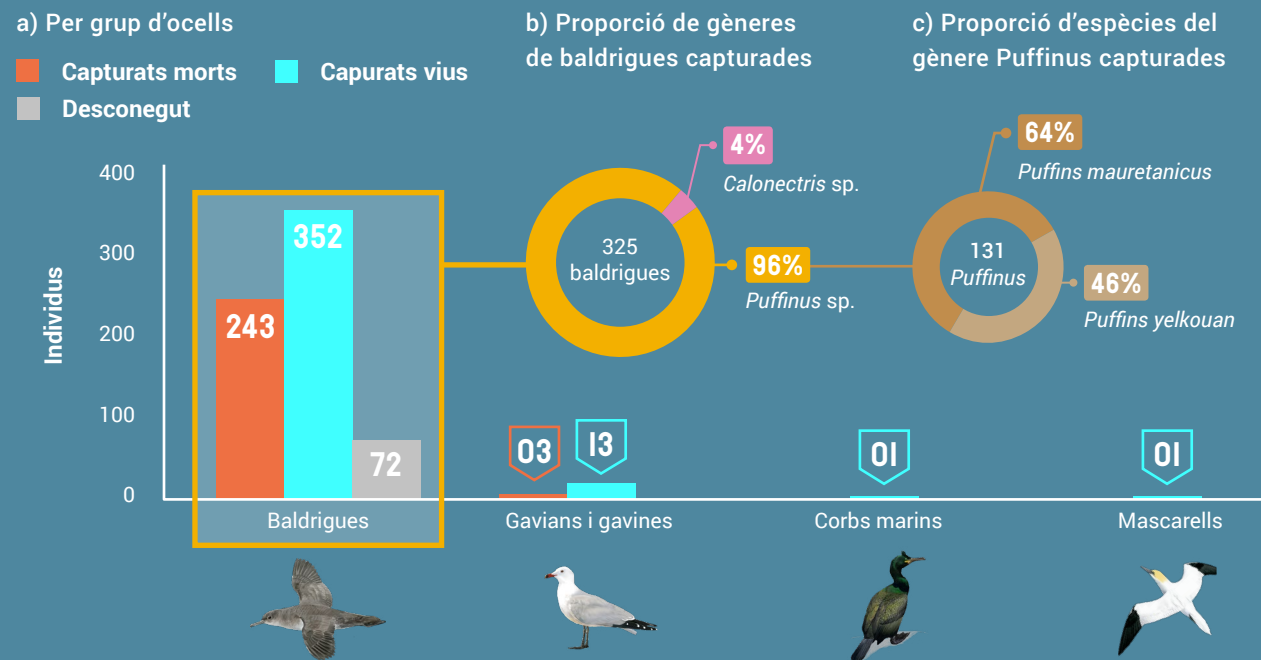 a) Per grup d'ocells
Capturats morts
Capurats vius
Desconegut
b) Proporció de gèneres
de baldrigues capturades
c) Proporció d'espècies del
gènere Puffinus capturades
Individus
400
300
200
100
0
243
352
72
03
13
01
01
Baldrigues
Gavians i gavines
Corbs marins
Mascarells
325
baldrigues
4%
Calonectris sp.
96%
Puffinus sp.
131
Puffinus
64%
Puffins mauretanicus
46%
Puffins yelkouan